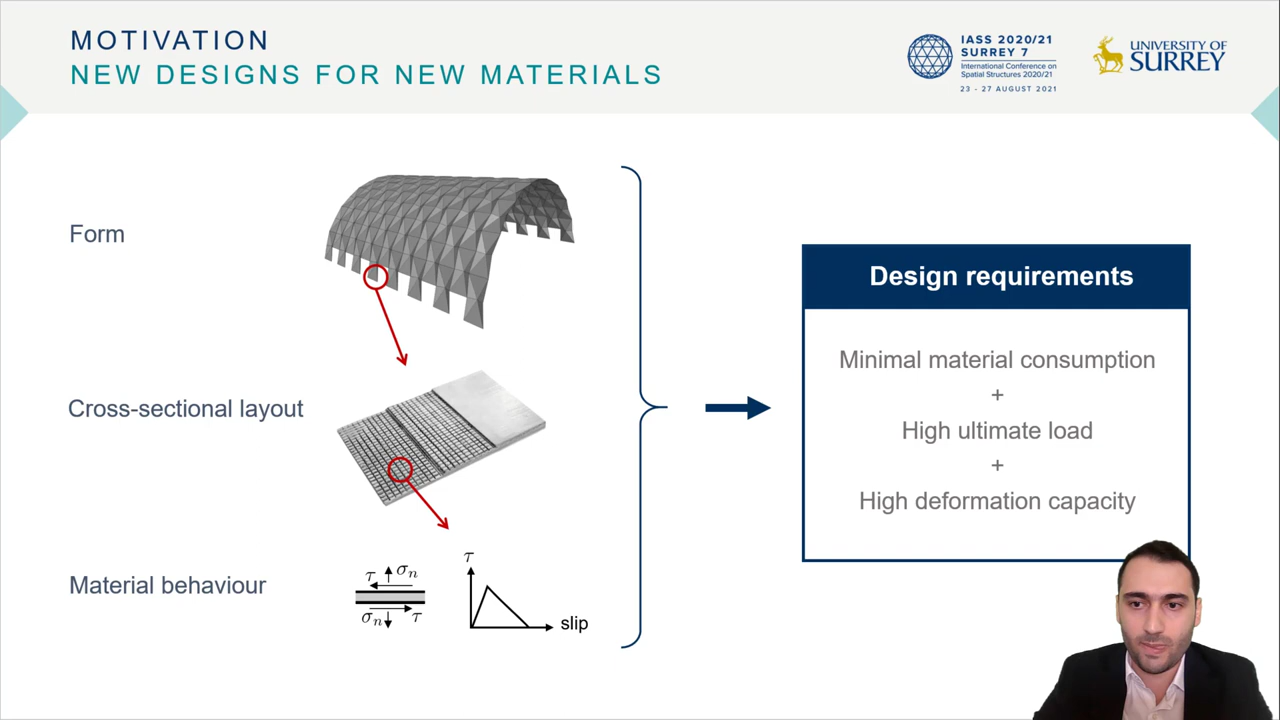 MOTIVATION
NEW DESIGNS FOR NEW MATERIALS
IASS 2020/21
SURREY 7
International Conference on
Spatial Structures 2020/21
23 - 27 AUGUST 2021
UNIVERSITY OF
SURREY
Form
Cross-sectional layout
Material behaviour
τ σₙ
σₙ τ
τ
slip
Design requirements
Minimal material consumption
+
High ultimate load
+
High deformation capacity